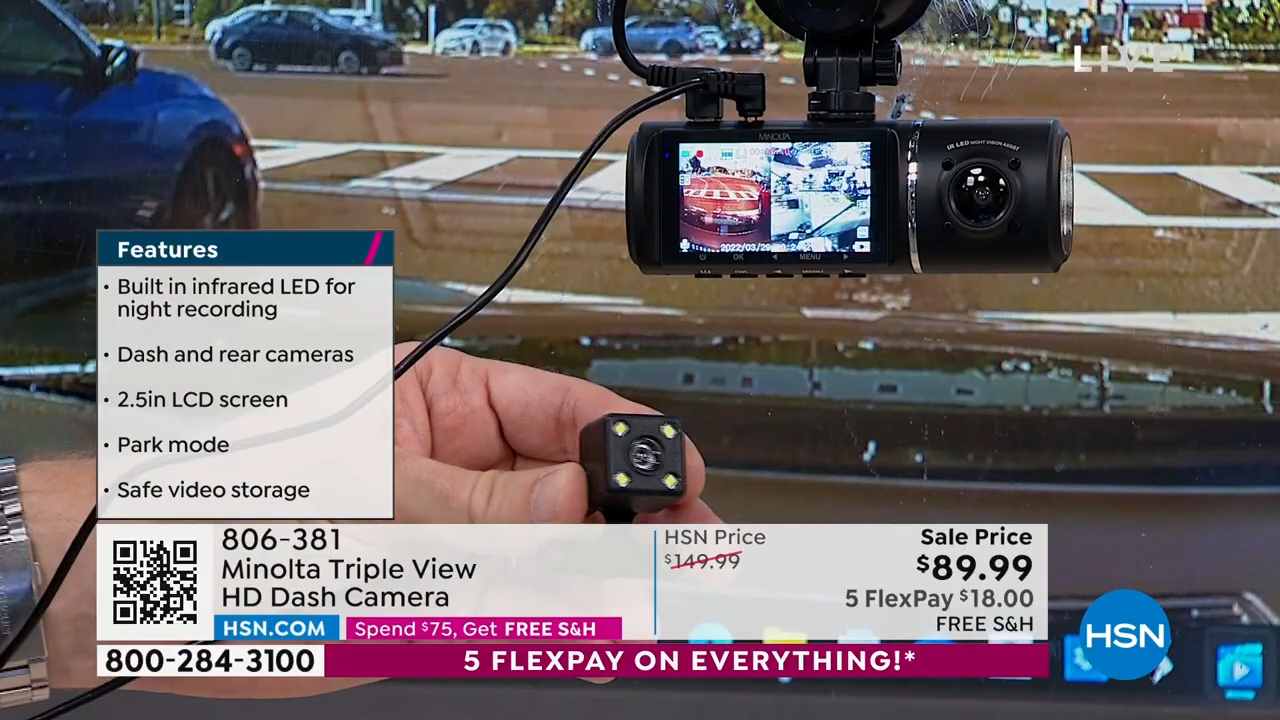 LIVE
MINOLTA
IR LED NIGHT VISION ASSIST
OK
MENU
Features
• Built in infrared LED for
night recording
• Dash and rear cameras
• 2.5in LCD screen
• Park mode
• Safe video storage
806-381
Minolta Triple View
HD Dash Camera
HSN.COM
Spend $75, Get FREE S&H
HSN Price
$149.99
Sale Price
$89.99
5 FlexPay $18.00
FREE S&H
HSN
800-284-3100
5 FLEXPAY ON EVERYTHING!*